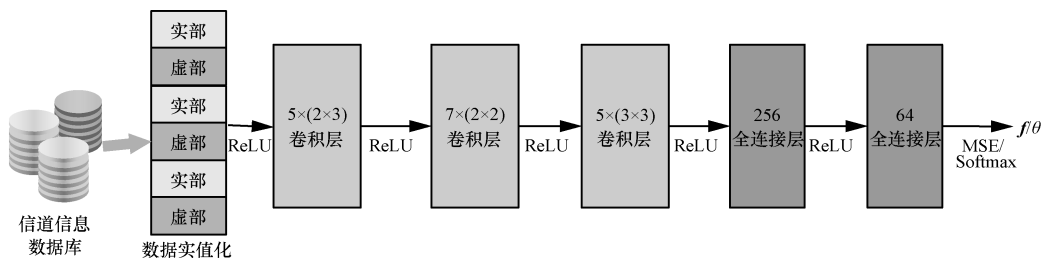 实部
虚部
实部
虚部
实部
虚部
数据实值化
信道信息
数据库
ReLU
5×(2×3)
卷积层
ReLU
7×(2×2)
卷积层
ReLU
5×(3×3)
卷积层
ReLU
256
全连接层
ReLU
64
全连接层
MSE/
Softmax
f/θ